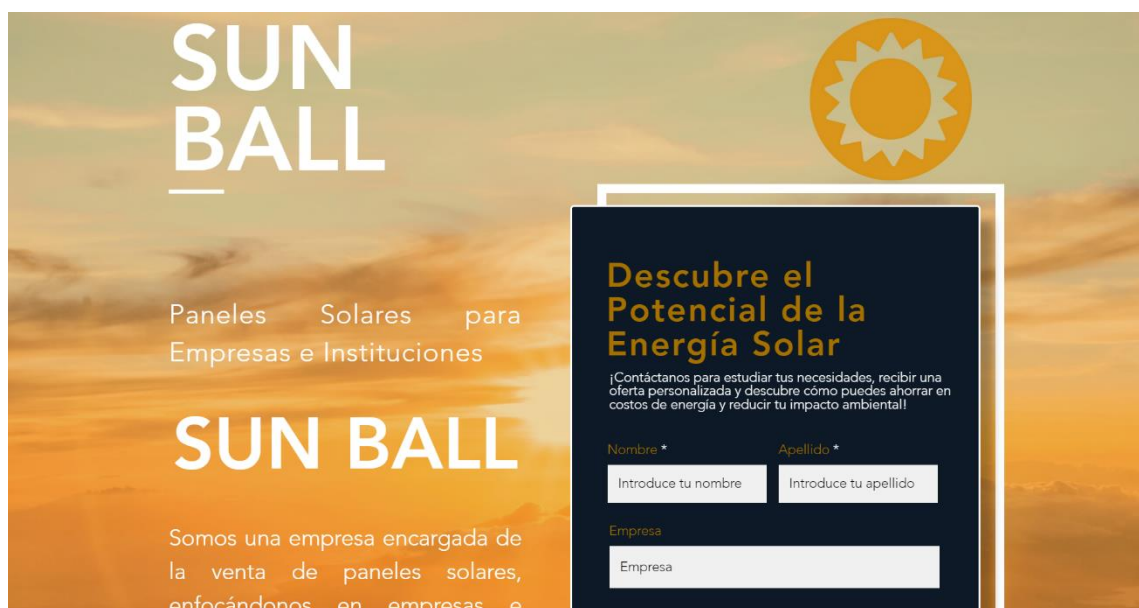 SUN
BALL
Paneles Solares para
Empresas e Instituciones
SUN BALL
Somos una empresa encargada de
la venta de paneles solares,
enfocándonos en empresas e
Descubre el
Potencial de la
Energía Solar
¡Contáctanos para estudiar tus necesidades, recibir una
oferta personalizada y descubre cómo puedes ahorrar en
costos de energía y reducir tu impacto ambiental!
Nombre * Apellido *
Introduce tu nombre Introduce tu apellido
Empresa
Empresa